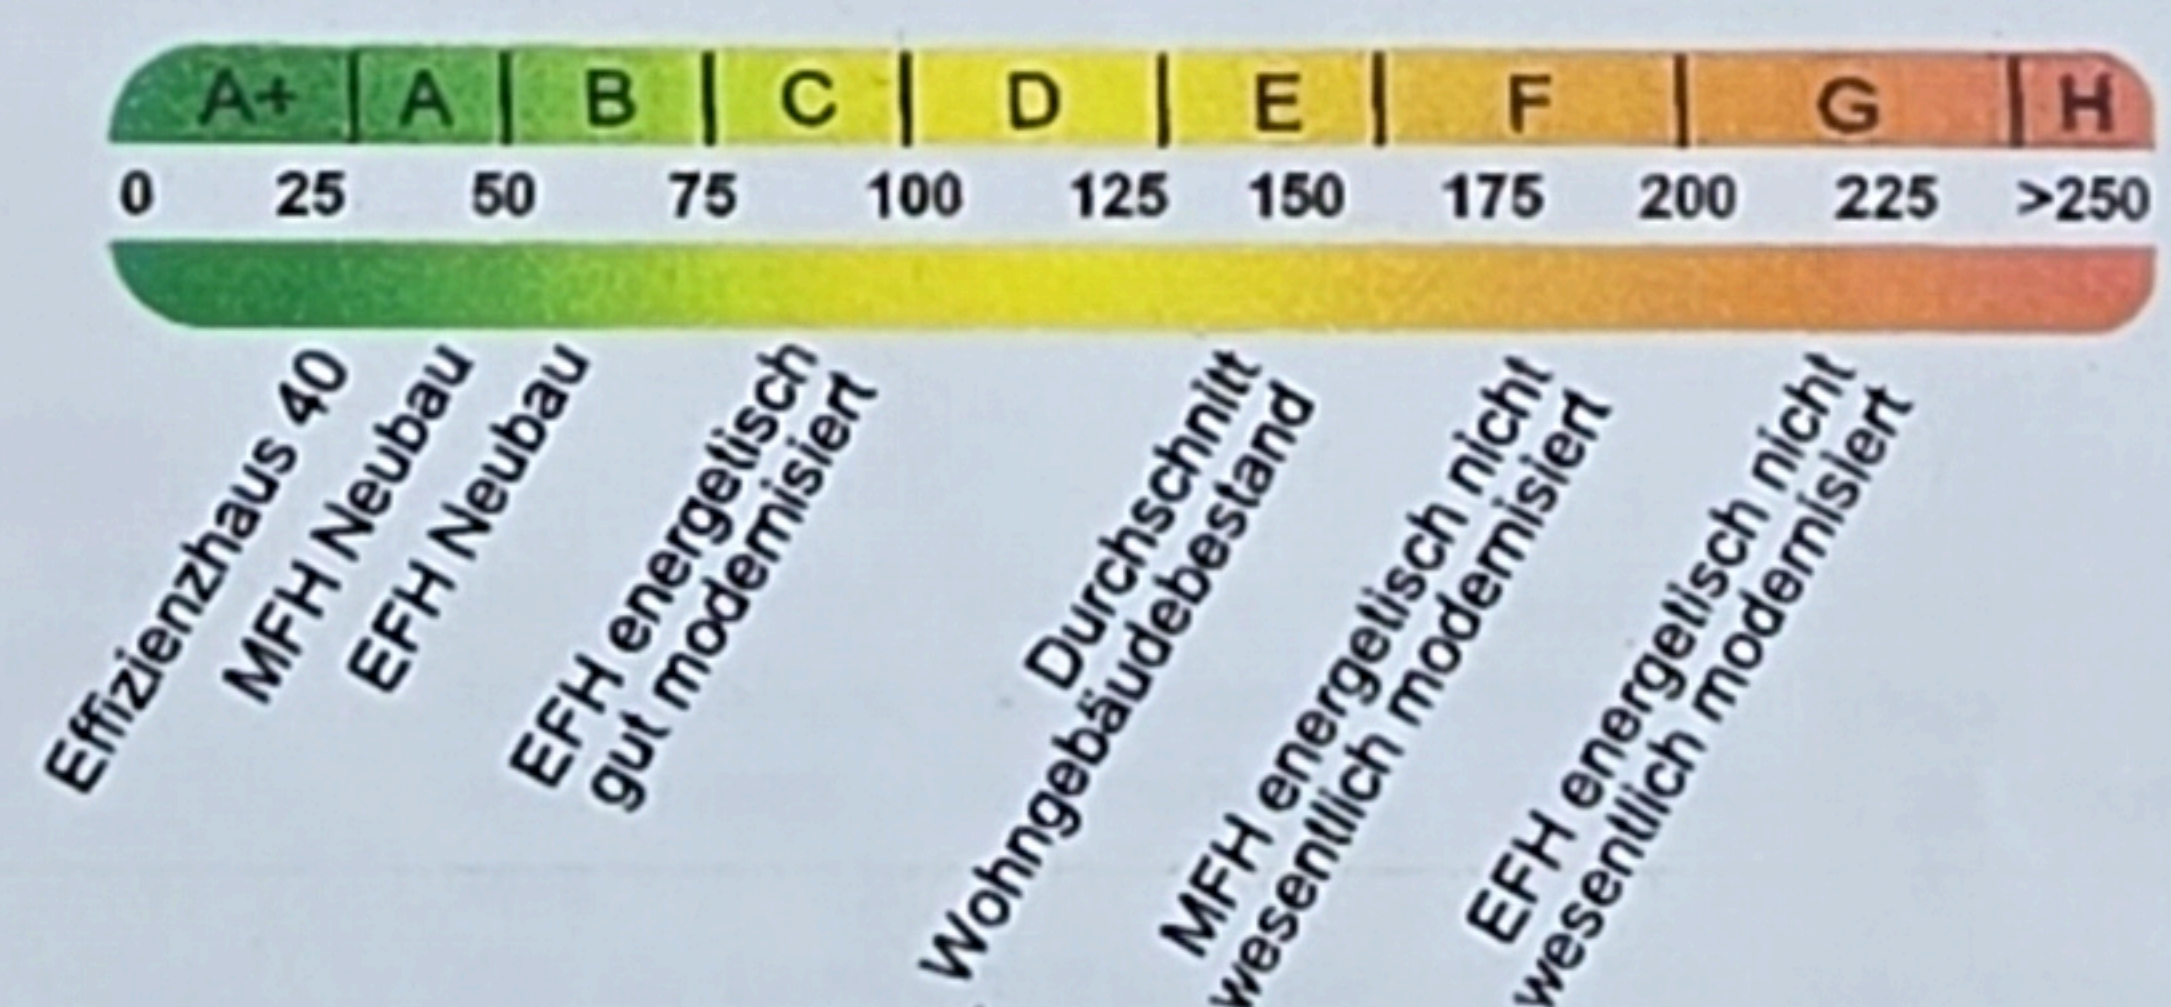 A+ A B C D E F G H
0 25 50 75 100 125 150 175 200 225 >250
Effizienzhaus 40
MFH Neubau
EFH Neubau
EFH energetisch
gut modernisiert
Durchschnitt
Wohngebäudebestand
MFH energetisch nicht
wesentlich modernisiert
EFH energetisch nicht
wesentlich modernisiert